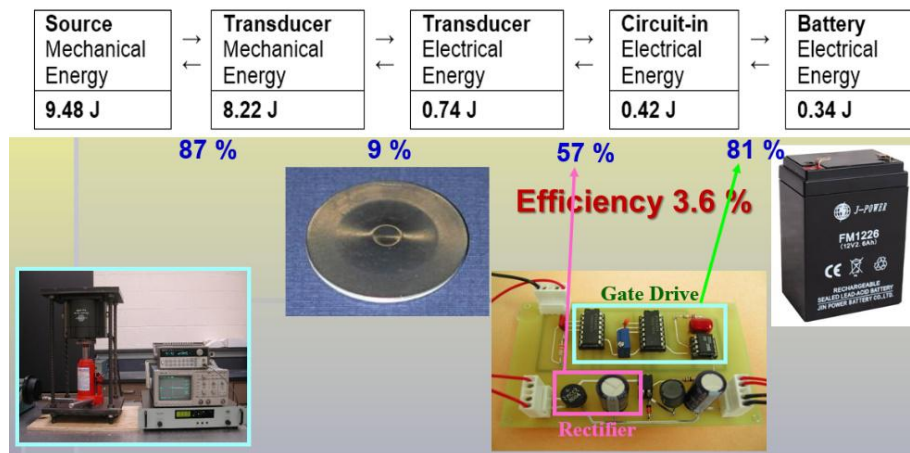 Source
Mechanical
Energy
9.48 J
→
←
Transducer
Mechanical
Energy
8.22 J
→
←
Transducer
Electrical
Energy
0.74 J
→
←
Circuit-in
Electrical
Energy
0.42 J
→
←
Battery
Electrical
Energy
0.34 J
87 %
9 %
57 %
81 %
Efficiency 3.6 %
Gate Drive
Rectifier
J-POWER
FM1226
(12V2.6Ah)
CE
RECHARGEABLE
SEALED LEAD-ACID BATTERY
JIN POWER BATTERY CO.,LTD.